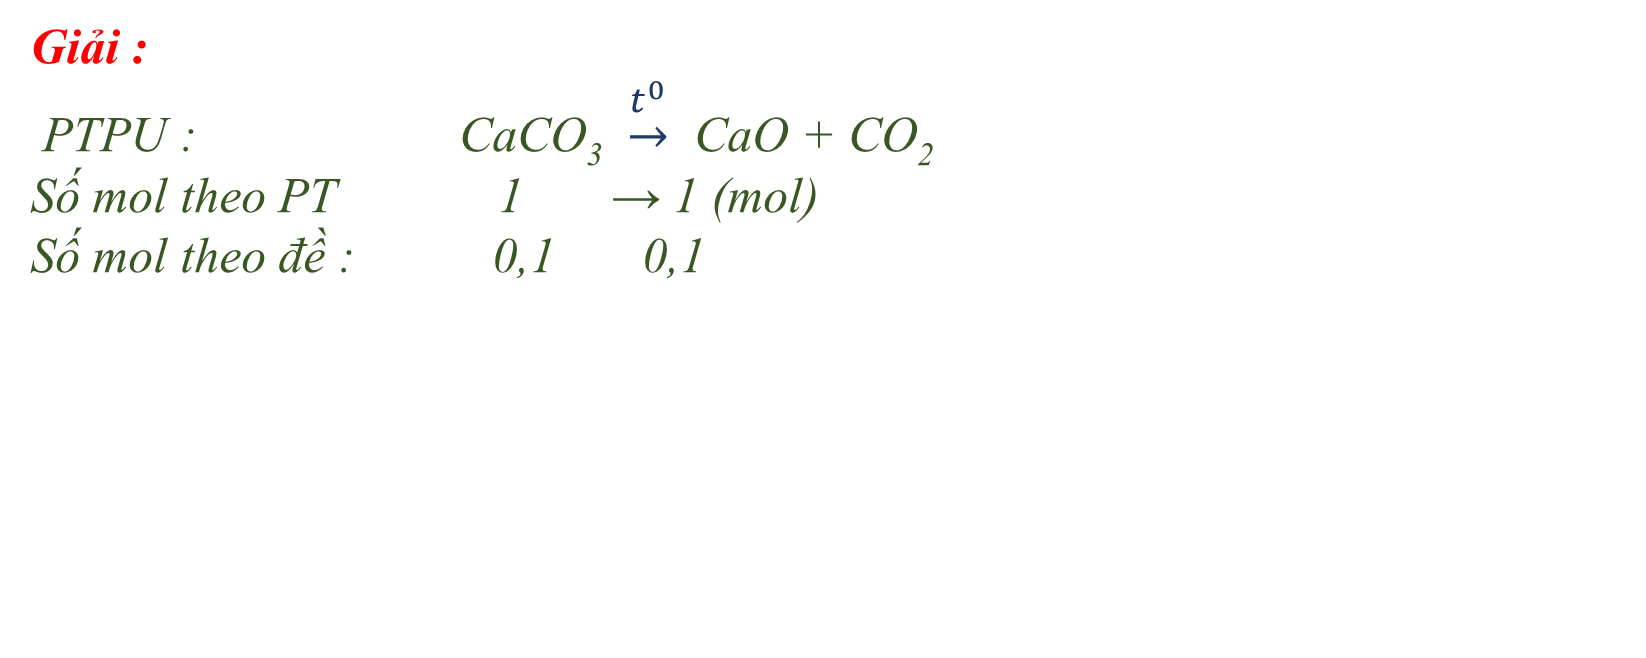 Giải :
PTPU : CaCO₃ \xrightarrow{t⁰} CaO + CO₂
Số mol theo PT 1 → 1 (mol)
Số mol theo đề : 0,1 0,1